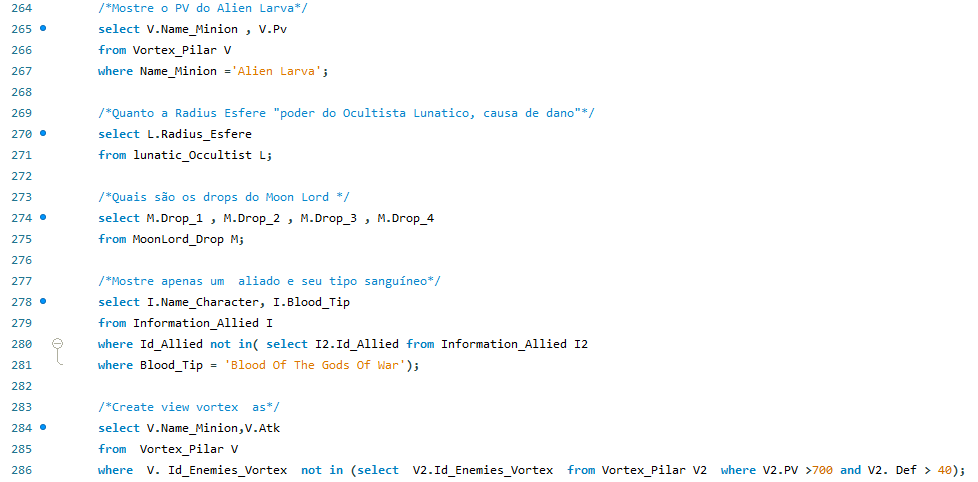 264 /*Mostre o PV do Alien Larva*/
265 select V.Name_Minion , V.Pv
266 from Vortex_Pilar V
267 where Name_Minion ='Alien Larva';
268
269 /*Quanto a Radius Esfere "poder do Ocultista Lunatico, causa de dano"*/
270 select L.Radius_Esfere
271 from lunatic_Occultist L;
272
273 /*Quais são os drops do Moon Lord */
274 select M.Drop_1 , M.Drop_2 , M.Drop_3 , M.Drop_4
275 from MoonLord_Drop M;
276
277 /*Mostre apenas um  aliado e seu tipo sanguíneo*/
278 select I.Name_Character, I.Blood_Tip
279 from Information_Allied I
280 where Id_Allied not in( select I2.Id_Allied from Information_Allied I2
281 where Blood_Tip = 'Blood Of The Gods Of War');
282
283 /*Create view vortex  as*/
284 select V.Name_Minion,V.Atk
285 from  Vortex_Pilar V
286 where  V. Id_Enemies_Vortex  not in (select  V2.Id_Enemies_Vortex  from Vortex_Pilar V2  where V2.PV >700 and V2. Def > 40);